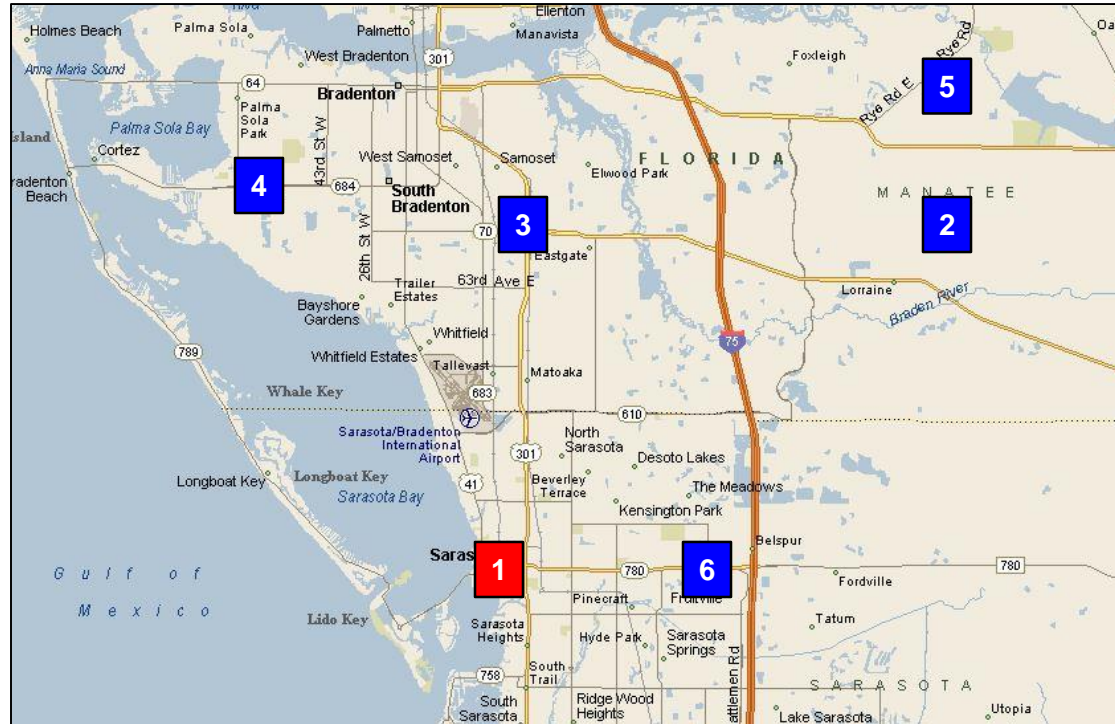 Ellenton
Holmes Beach
Palma Sola
Palmetto
Manavista
Rye Rd
West Bradenton
Foxleigh
301
Anna Maria Sound
64
Bradenton
5
Rye Rd E
Palma
Sola
Park
Palma Sola Bay
Island
Cortez
43rd St W
West Samoset
Samoset
FLORIDA
Elwood Park
4
684
South
Bradenton
Beach
MANATEE
3
2
70
26th St W
Eastgate
63rd Ave E
Trailer
Estates
Lorraine
Braden River
Bayshore
Gardens
Whitfield
75
789
Whitfield Estates
Tallevast
Matoaka
Whale Key
683
610
Sarasota/Bradenton
International
Airport
North
Sarasota
301
Desoto Lakes
Longboat Key
Longboat Key
Sarasota Bay
41
Beverley
Terrace
The Meadows
Kensington Park
Belspur
Saras
1
780
6
780
Gulf of
Mexico
Fordville
Pinecraft
Fruitville
Lido Key
Sarasota
Heights
Hyde Park
Sarasota
Springs
Tatum
758
South
Trail
attlemen Rd
SARASOTA
South
Sarasota
Ridge Wood
Heights
Lake Sarasota
Utopia